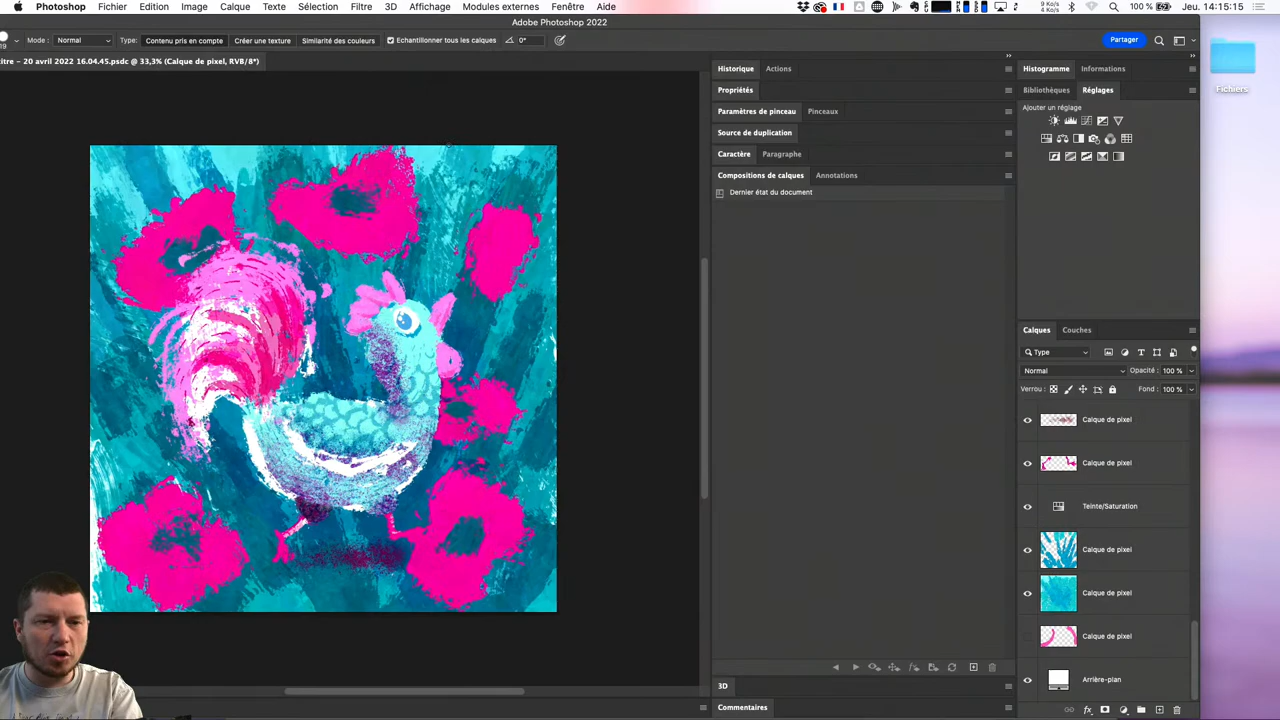 Photoshop Fichier Edition Image Calque Texte Sélection Filtre 3D Affichage Modules externes Fenêtre Aide 9 Ko/s 4 Ko/s 100 % Jeu. 14:15:15
Adobe Photoshop 2022
Mode : Normal Type: Contenu pris en compte Créer une texture Similarité des couleurs Echantillonner tous les calques 0° Partager
titre – 20 avril 2022 16.04.45.psdc @ 33,3% (Calque de pixel, RVB/8*)
Historique Actions
Propriétés
Paramètres de pinceau Pinceaux
Source de duplication
Caractère Paragraphe
Compositions de calques Annotations
Dernier état du document
3D
Commentaires
Histogramme Informations
Bibliothèques Réglages
Ajouter un réglage
Calques Couches
Type
Normal Opacité : 100 %
Verrou : Fond : 100 %
Calque de pixel
Calque de pixel
Teinte/Saturation
Calque de pixel
Calque de pixel
Calque de pixel
Arrière-plan
Fichiers